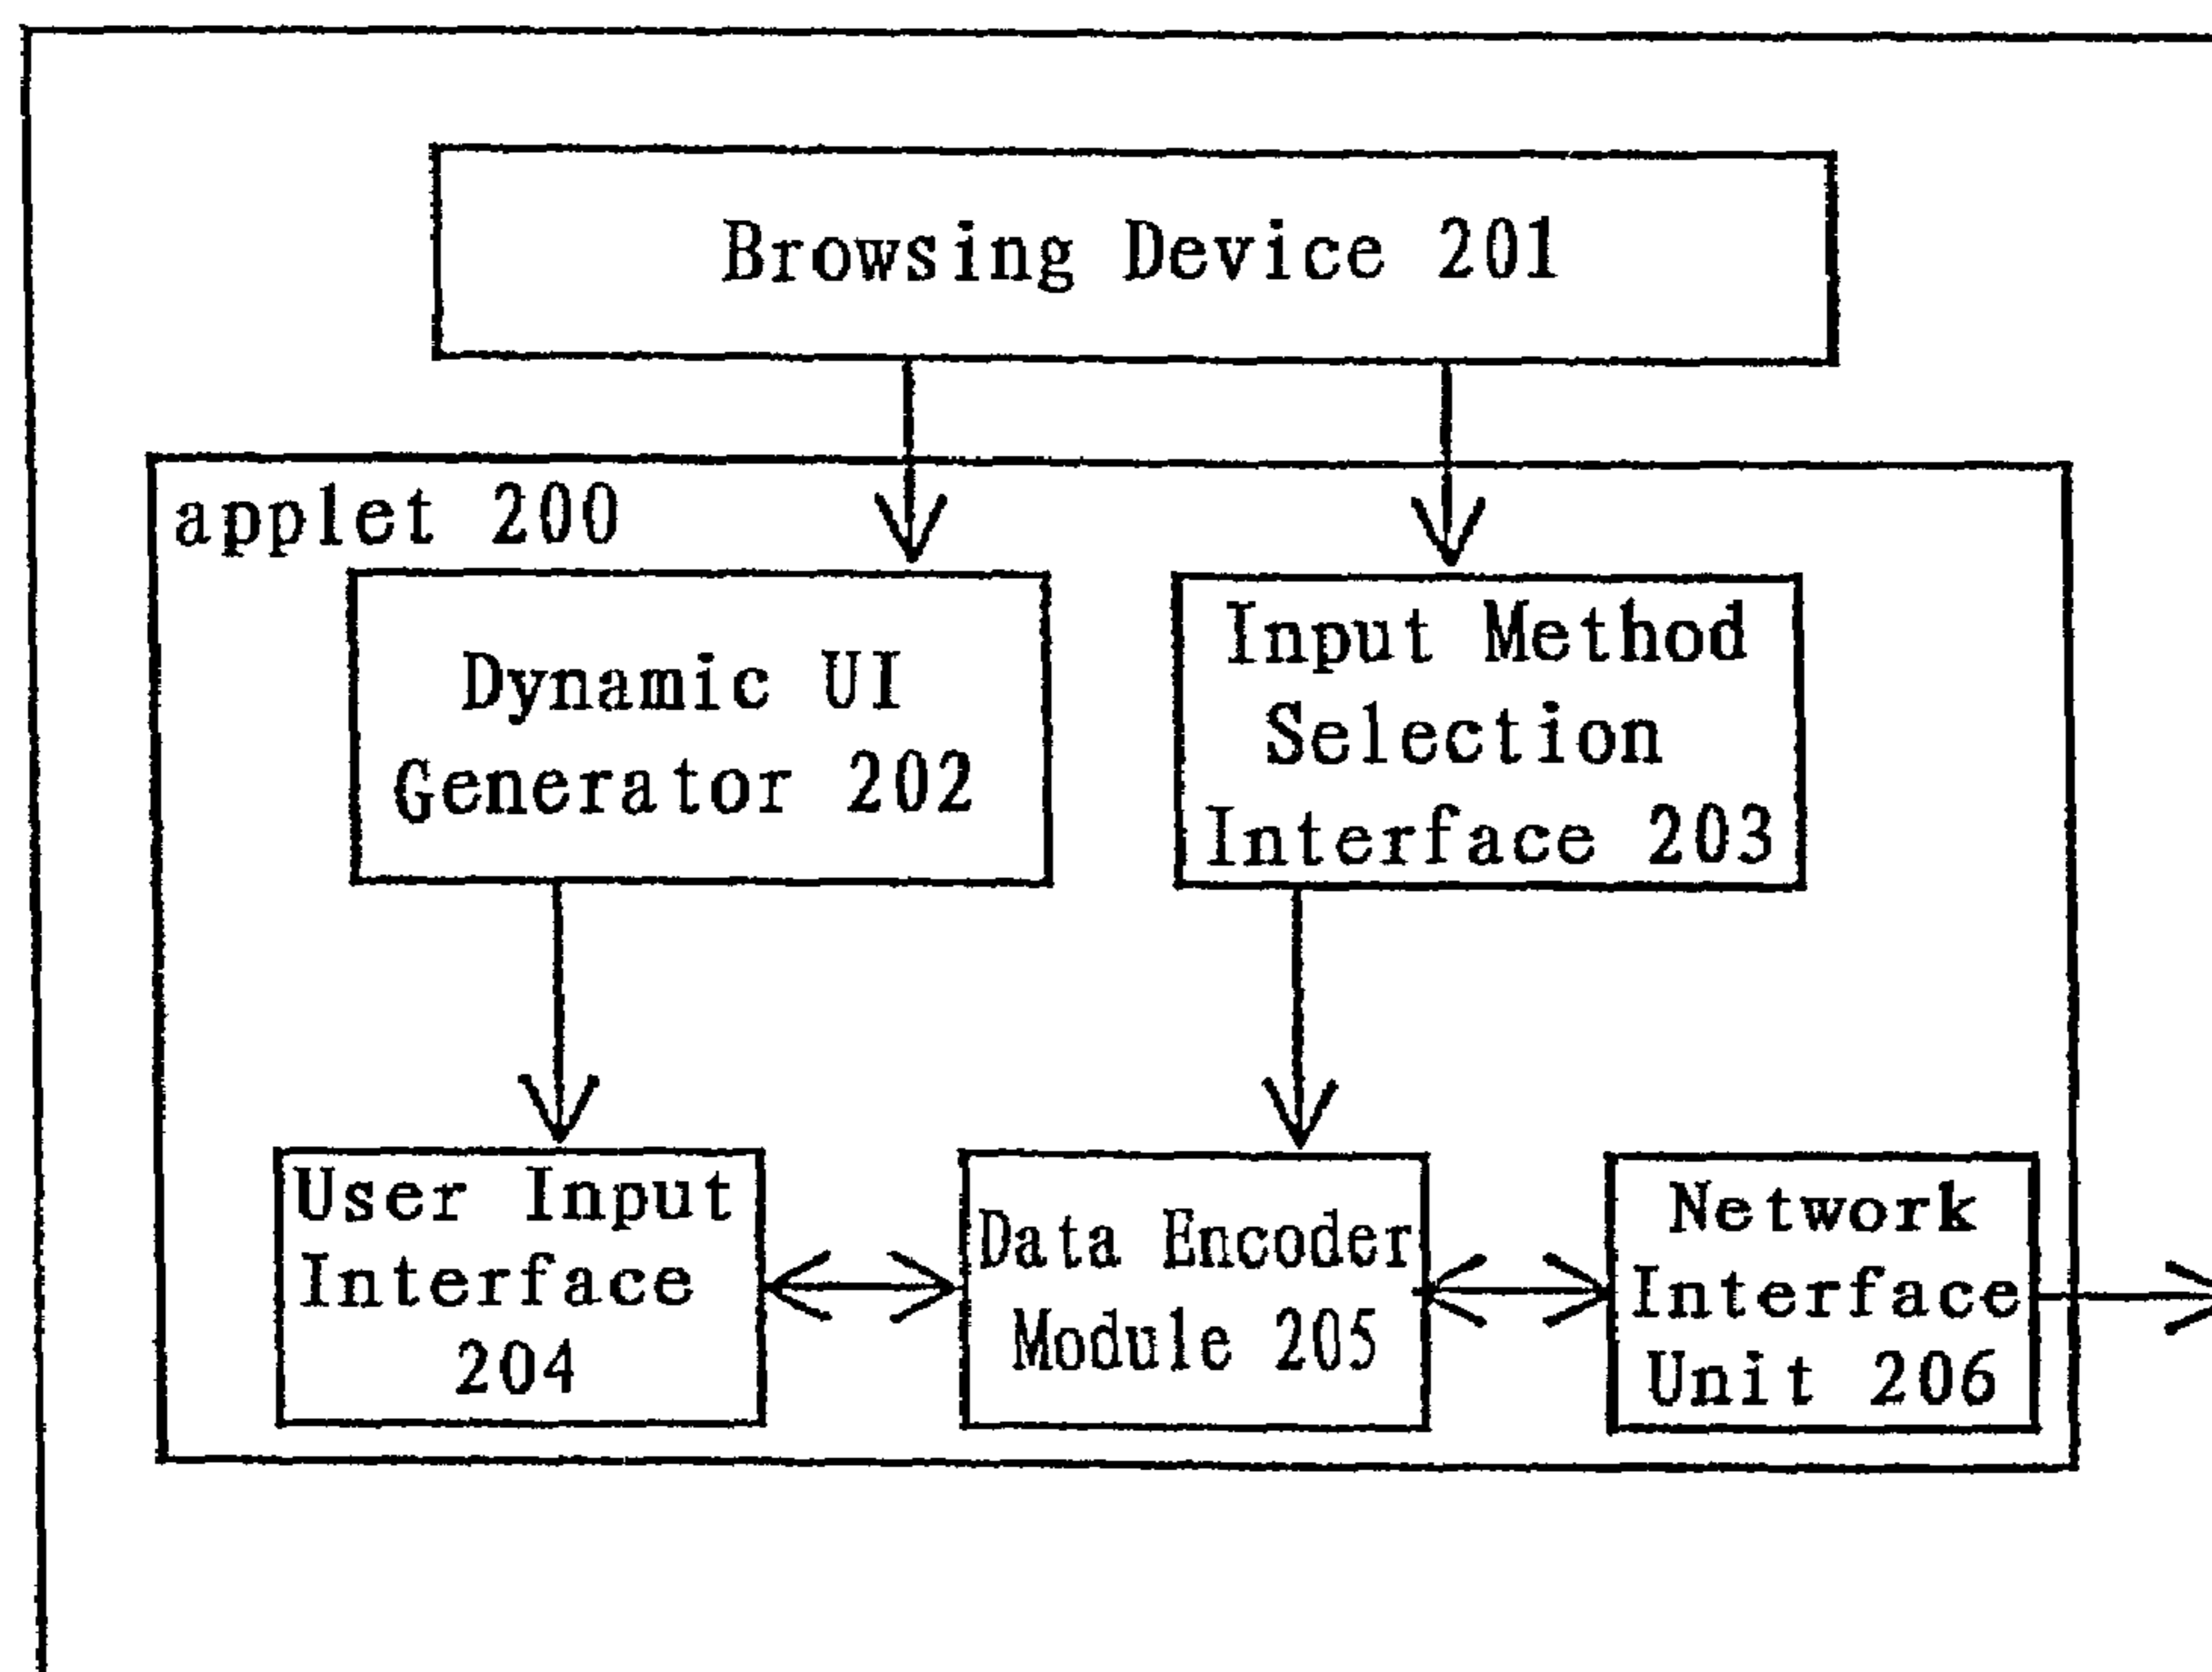 Browsing Device 201
applet 200
Dynamic UI
Generator 202
Input Method
Selection
Interface 203
User Input
Interface
204
Data Encoder
Module 205
Network
Interface
Unit 206